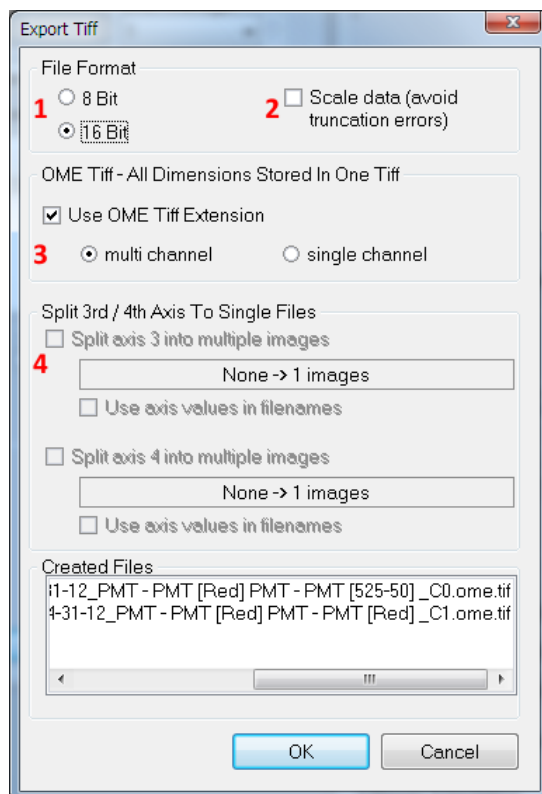 Export Tiff
File Format
1
8 Bit
16 Bit
2
Scale data (avoid
truncation errors)
OME Tiff - All Dimensions Stored In One Tiff
Use OME Tiff Extension
3
multi channel
single channel
Split 3rd / 4th Axis To Single Files
Split axis 3 into multiple images
4
None -> 1 images
Use axis values in filenames
Split axis 4 into multiple images
None -> 1 images
Use axis values in filenames
Created Files
1-12_PMT - PMT [Red] PMT - PMT [525-50] _C0.ome.tif
4-31-12_PMT - PMT [Red] PMT - PMT [Red] _C1.ome.tif
OK
Cancel